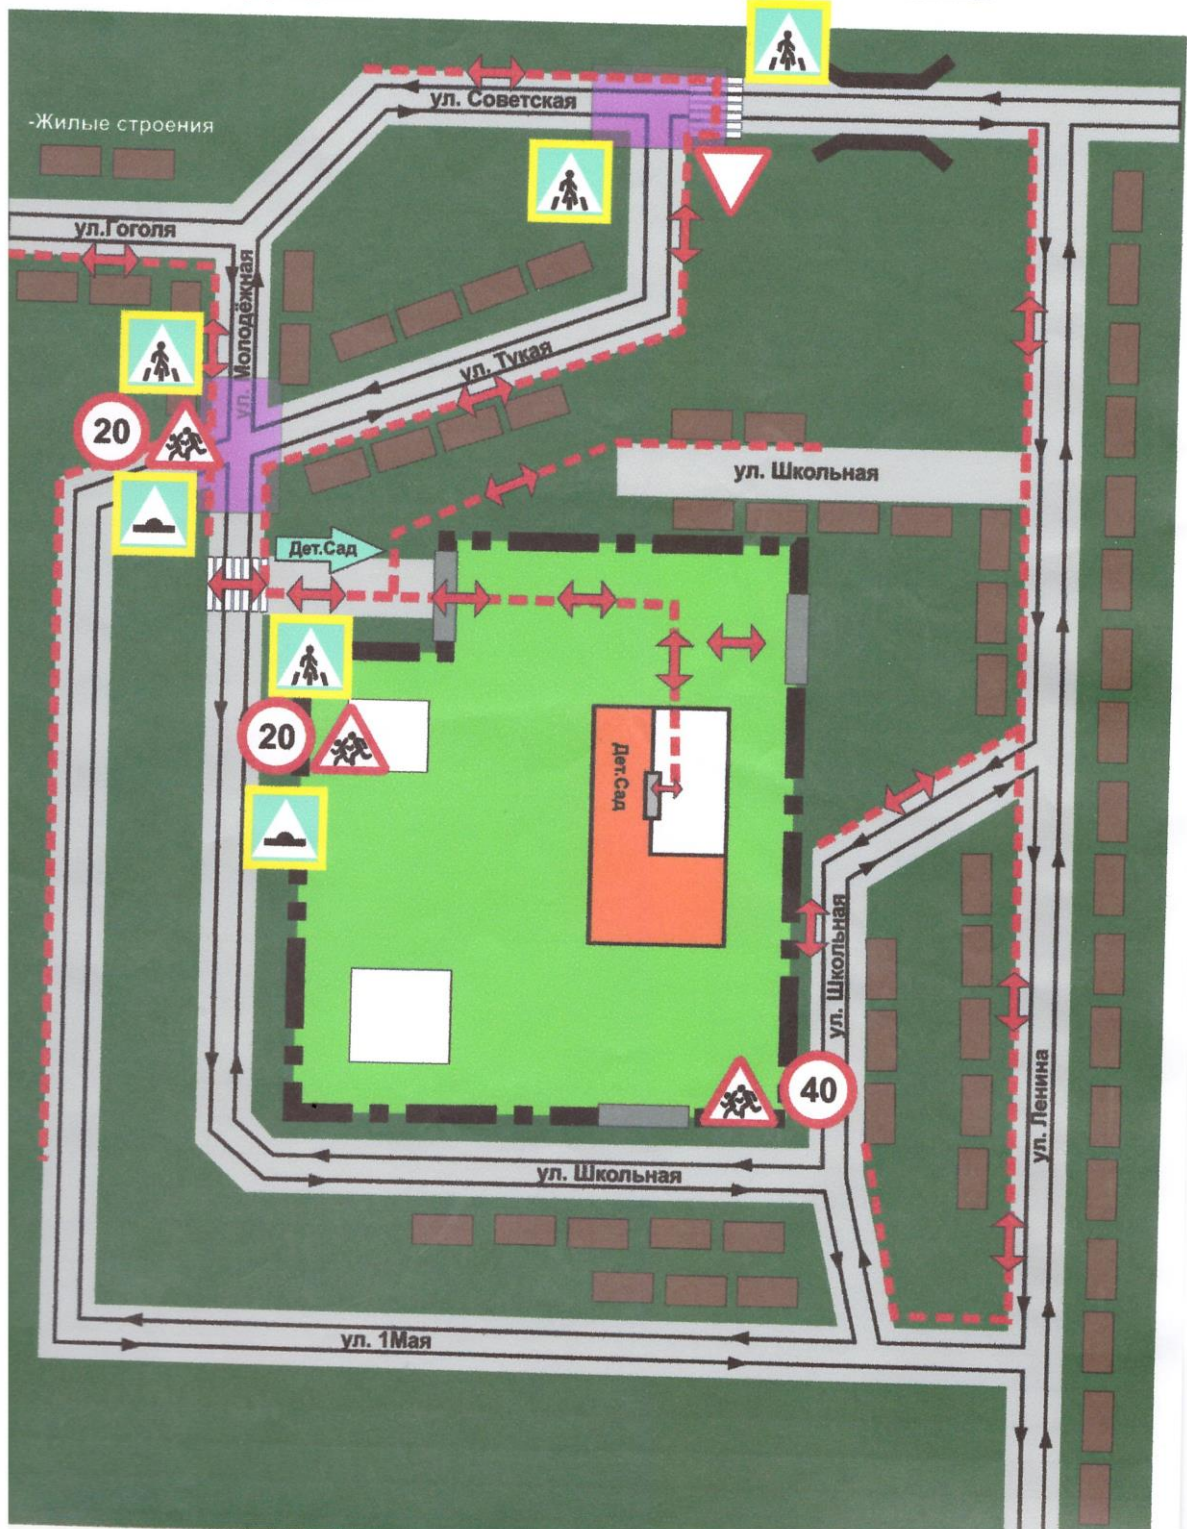 ул. Советская
-Жилые строения
ул.Гоголя
ул. Молодёжная
ул. Тукая
20
ул. Школьная
Дет.Сад
20
Дет.Сад
ул. Школьная
40
ул. Ленина
ул. Школьная
ул. 1Мая